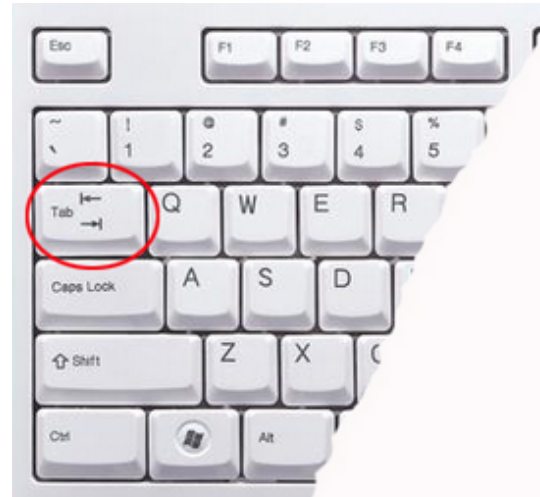 Esc F1 F2 F3 F4
~ ! @ # $ %
` 1 2 3 4 5
Tab Q W E R
Caps Lock A S D
Shift Z X
Ctrl Alt